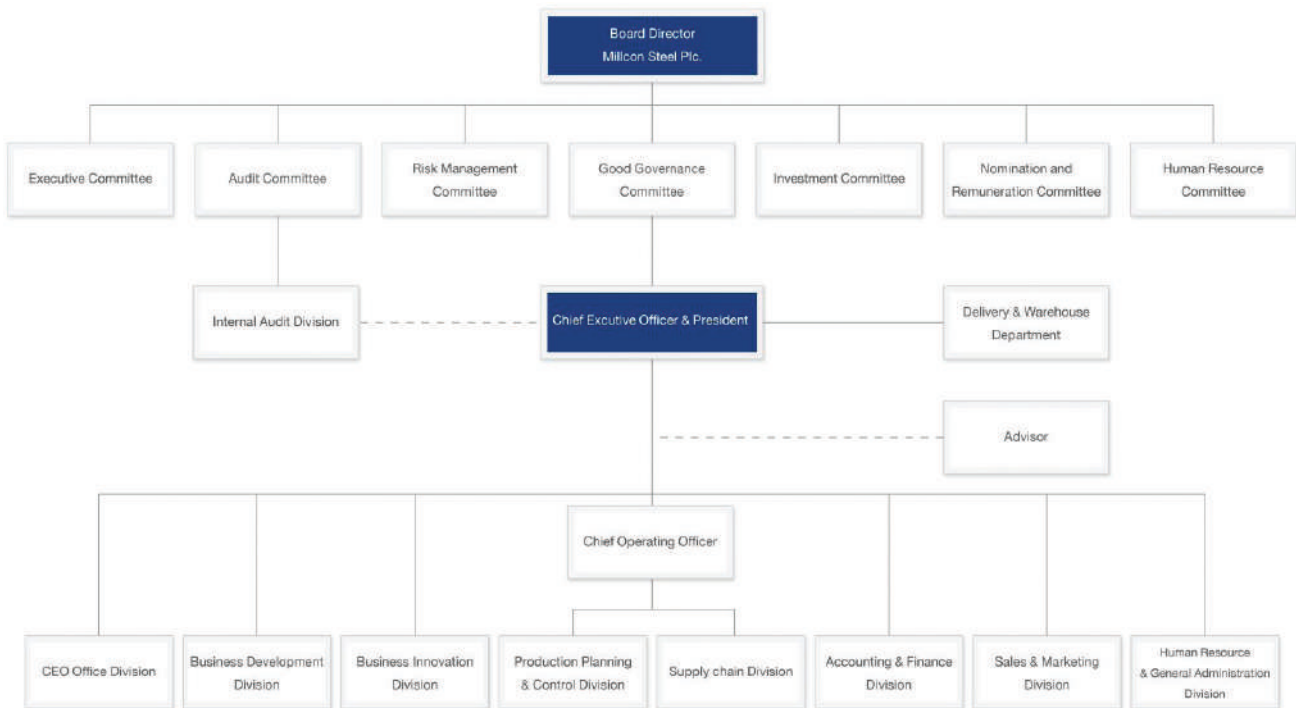 Board Director
Millcon Steel Plc.
Executive Committee
Audit Committee
Risk Management
Committee
Good Governance
Committee
Investment Committee
Nomination and
Remuneration Committee
Human Resource
Committee
Internal Audit Division
Chief Excutive Officer & President
Delivery & Warehouse
Department
Advisor
Chief Operating Officer
CEO Office Division
Business Development
Division
Business Innovation
Division
Production Planning
& Control Division
Supply chain Division
Accounting & Finance
Division
Sales & Marketing
Division
Human Resource
& General Administration
Division